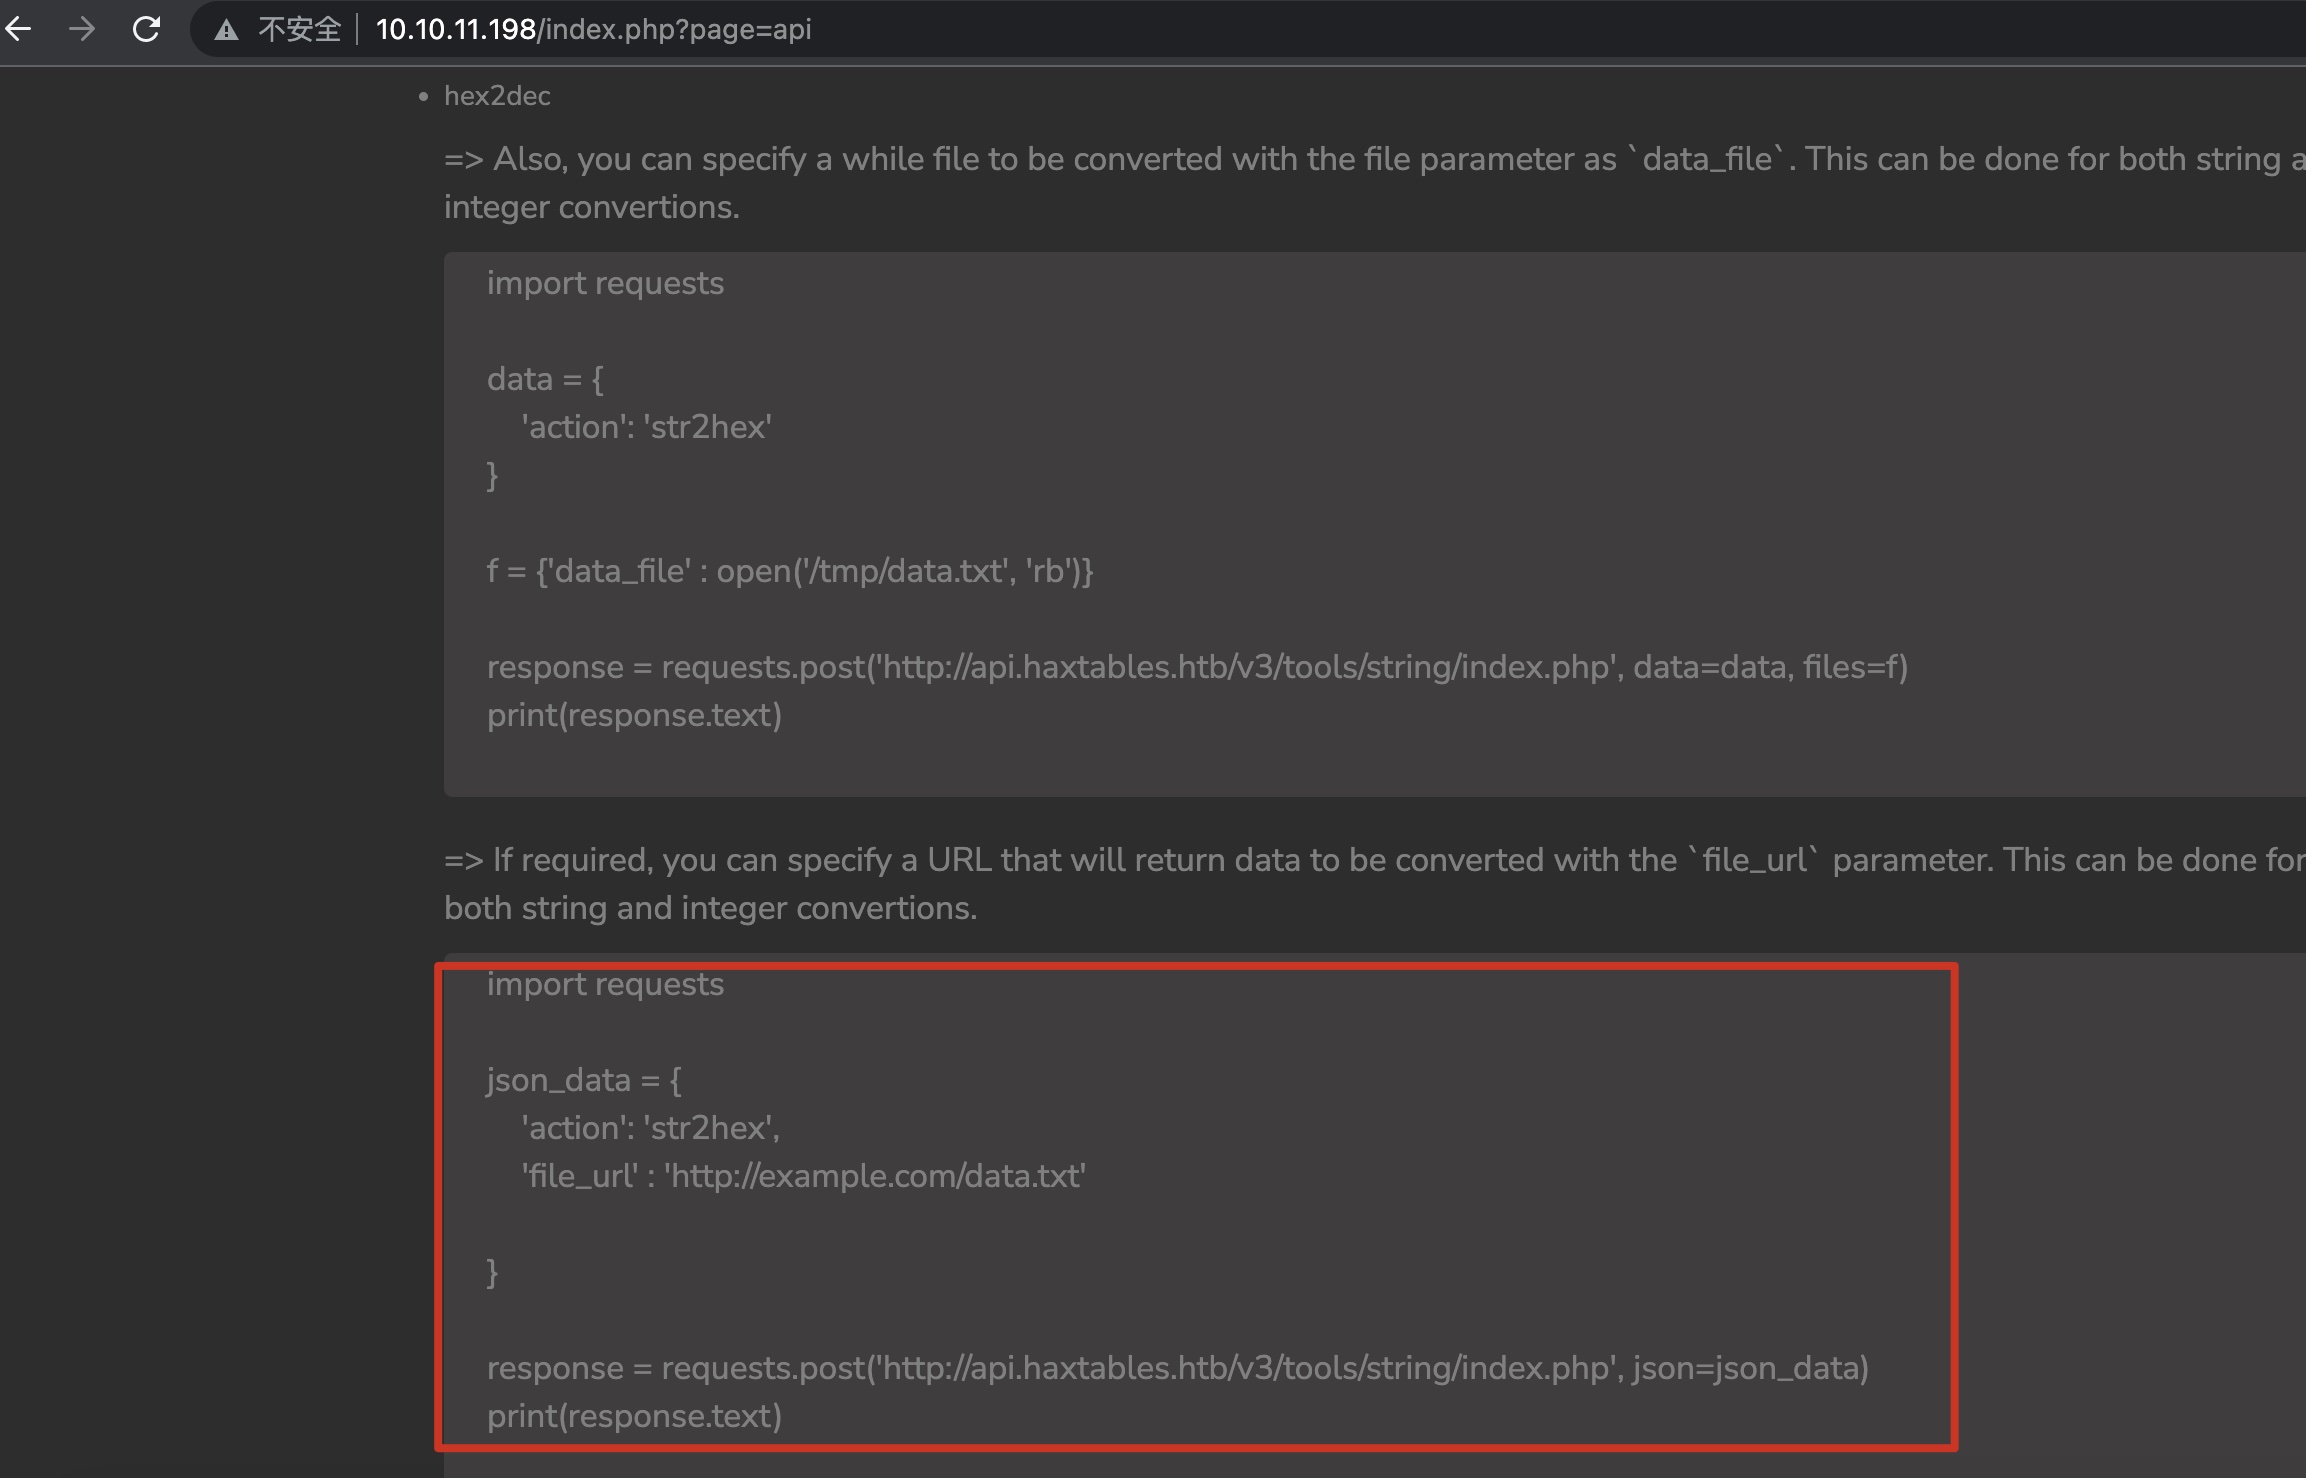 不安全 10.10.11.198/index.php?page=api
• hex2dec
=> Also, you can specify a while file to be converted with the file parameter as `data_file`. This can be done for both string a
integer convertions.
import requests
data = {
'action': 'str2hex'
}
f = {'data_file' : open('/tmp/data.txt', 'rb')}
response = requests.post('http://api.haxtables.htb/v3/tools/string/index.php', data=data, files=f)
print(response.text)
=> If required, you can specify a URL that will return data to be converted with the `file_url` parameter. This can be done for
both string and integer convertions.
import requests
json_data = {
'action': 'str2hex',
'file_url' : 'http://example.com/data.txt'
}
response = requests.post('http://api.haxtables.htb/v3/tools/string/index.php', json=json_data)
print(response.text)